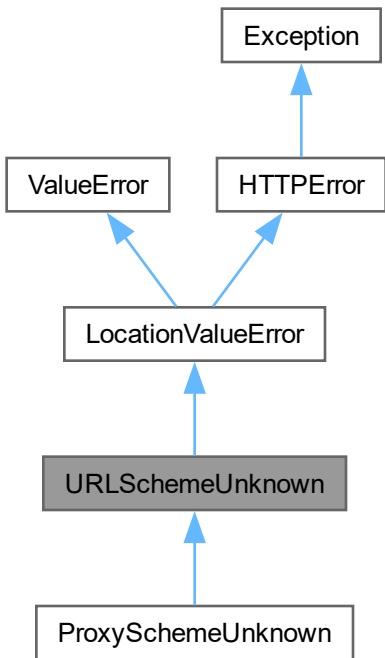 Exception
ValueError
HTTPError
LocationValueError
URLSchemeUnknown
ProxySchemeUnknown